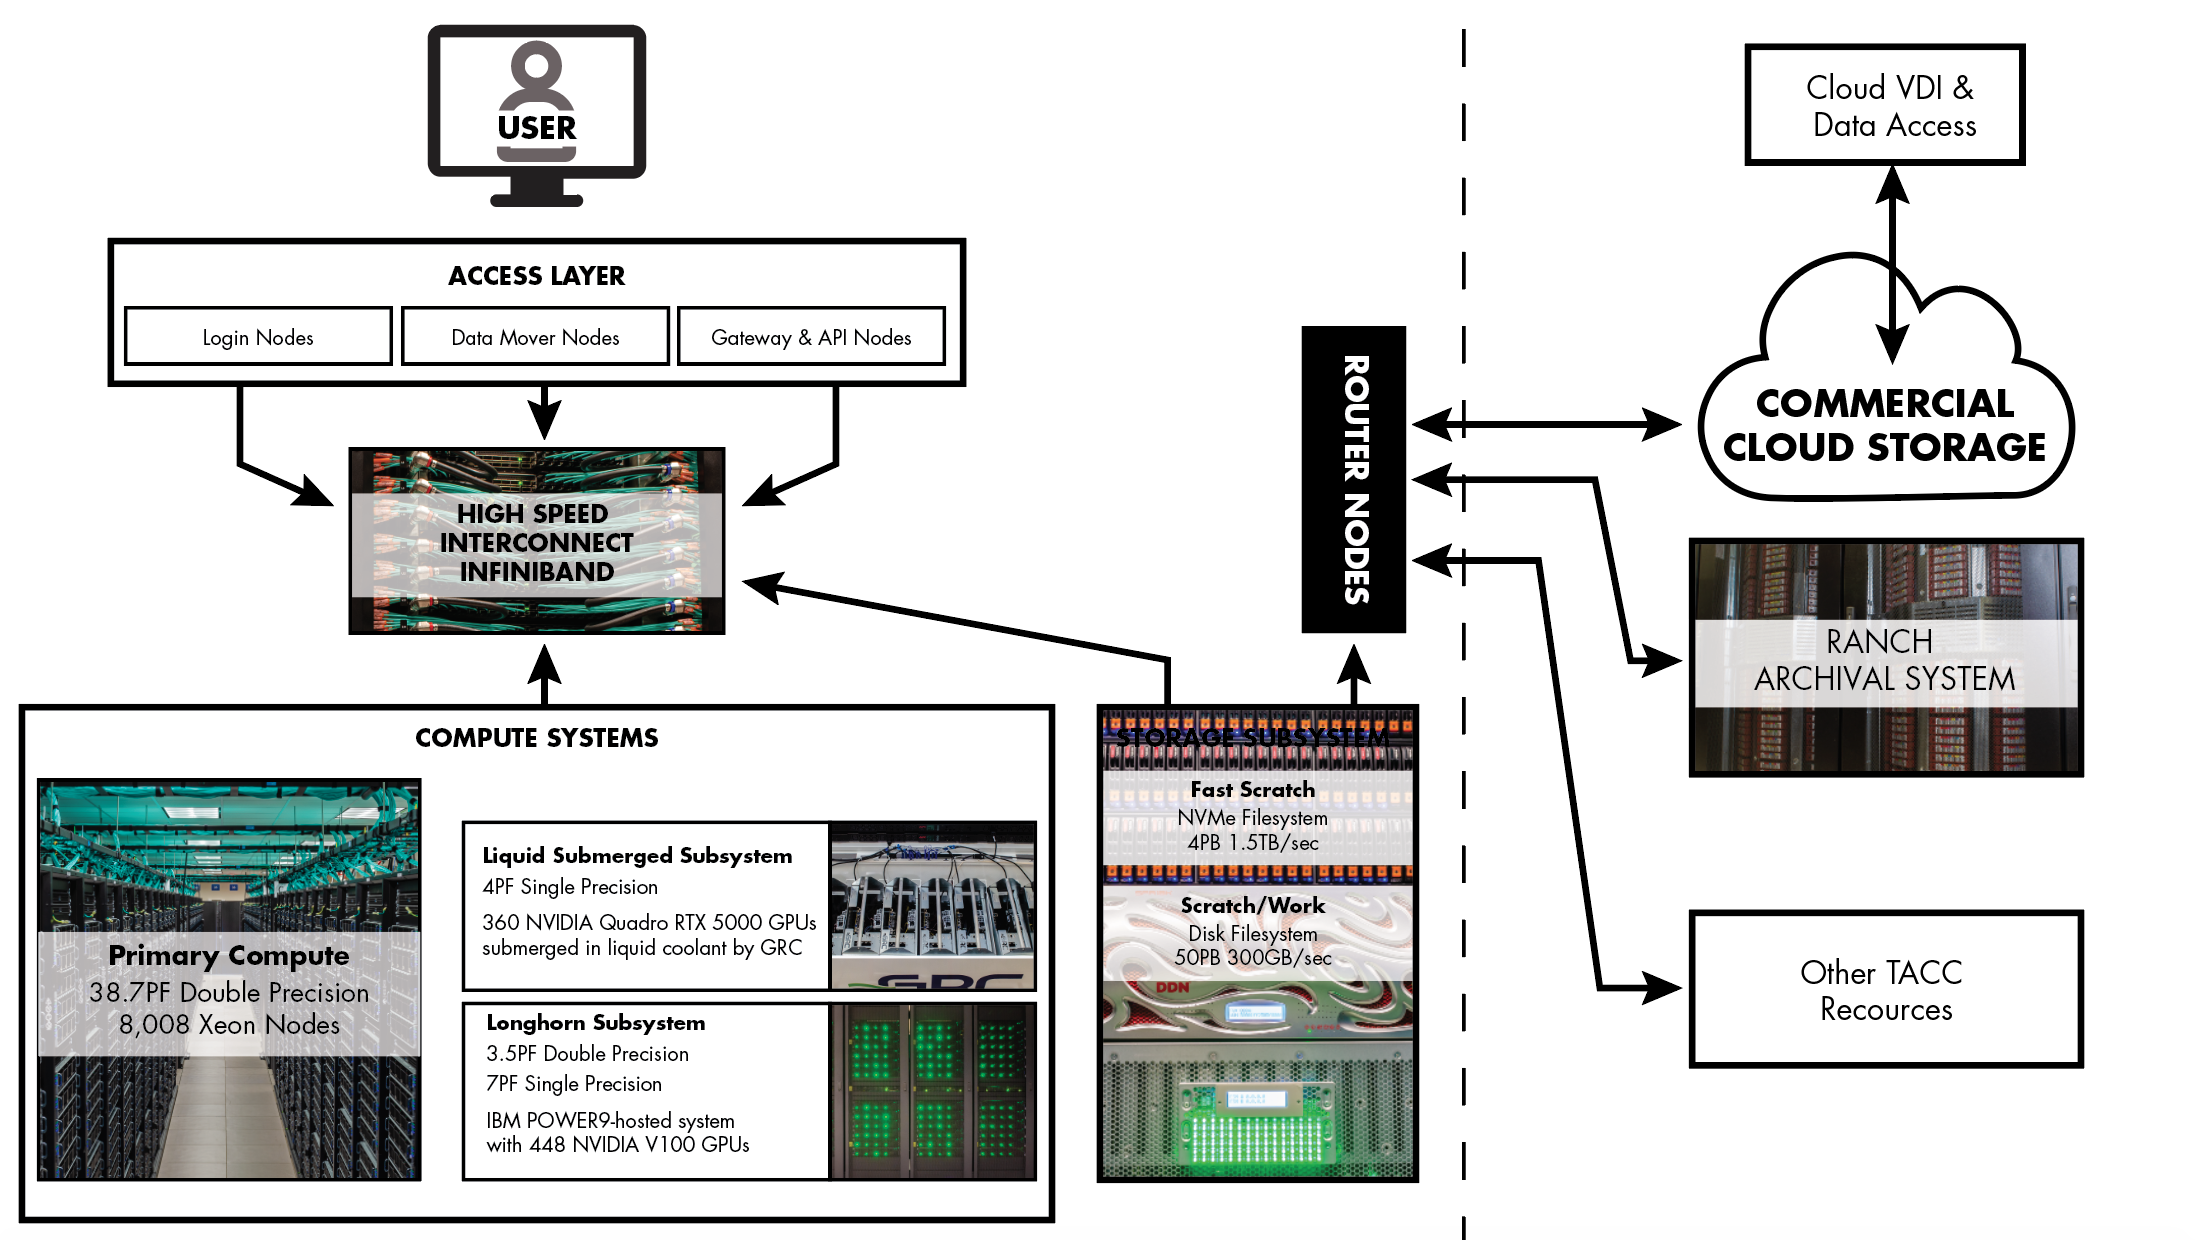 USER
ACCESS LAYER
Login Nodes
Data Mover Nodes
Gateway & API Nodes
HIGH SPEED
INTERCONNECT
INFINIBAND
COMPUTE SYSTEMS
Primary Compute
38.7PF Double Precision
8,008 Xeon Nodes
Liquid Submerged Subsystem
4PF Single Precision
360 NVIDIA Quadro RTX 5000 GPUs
submerged in liquid coolant by GRC
GRC
Longhorn Subsystem
3.5PF Double Precision
7PF Single Precision
IBM POWER9-hosted system
with 448 NVIDIA V100 GPUs
STORAGE SUBSYSTEM
Fast Scratch
NVMe Filesystem
4PB 1.5TB/sec
Scratch/Work
Disk Filesystem
50PB 300GB/sec
DDN
ROUTER NODES
Cloud VDI &
Data Access
COMMERCIAL
CLOUD STORAGE
RANCH
ARCHIVAL SYSTEM
Other TACC
Recources